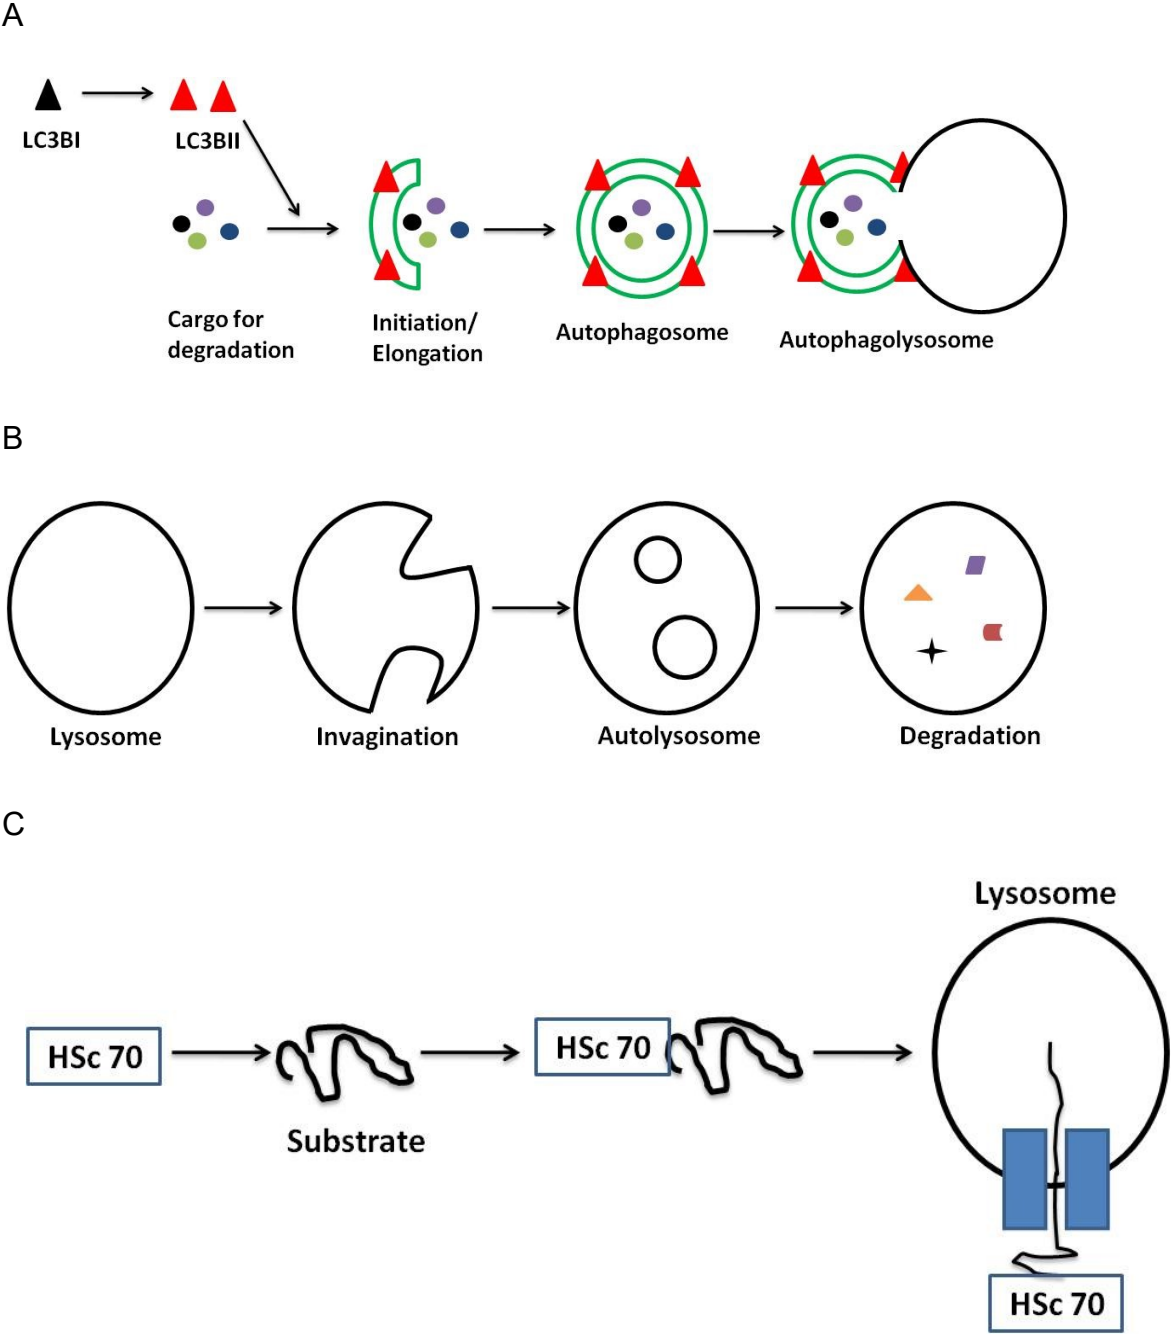 A
LC3BI
LC3BII
Cargo for
degradation
Initiation/
Elongation
Autophagosome
Autophagolysosome
B
Lysosome
Invagination
Autolysosome
Degradation
C
Lysosome
HSc 70
HSc 70
Substrate
HSc 70